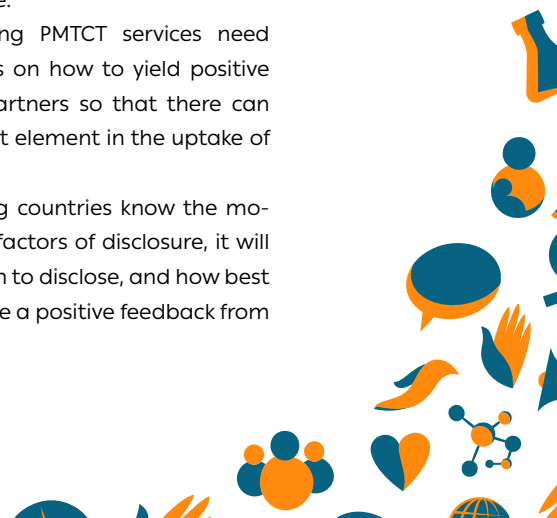 ng PMTCT services need
s on how to yield positive
artners so that there can
t element in the uptake of
g countries know the mo-
factors of disclosure, it will
to disclose, and how best
e a positive feedback from